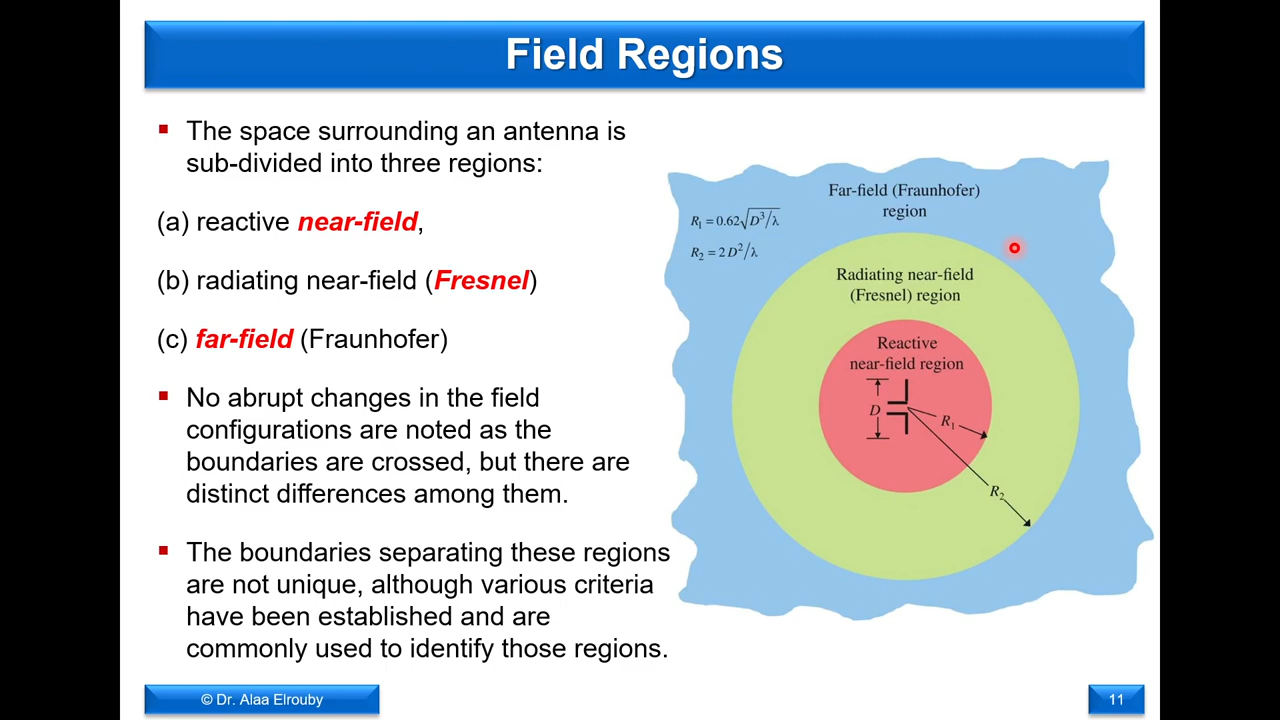 Field Regions
▪ The space surrounding an antenna is
sub-divided into three regions:
(a) reactive near-field,
(b) radiating near-field (Fresnel)
(c) far-field (Fraunhofer)
▪ No abrupt changes in the field
configurations are noted as the
boundaries are crossed, but there are
distinct differences among them.
▪ The boundaries separating these regions
are not unique, although various criteria
have been established and are
commonly used to identify those regions.
Far-field (Fraunhofer)
region
R₁ = 0.62√D³/λ
R₂ = 2D²/λ
Radiating near-field
(Fresnel) region
Reactive
near-field region
D
R₁
R₂
© Dr. Alaa Elrouby
11